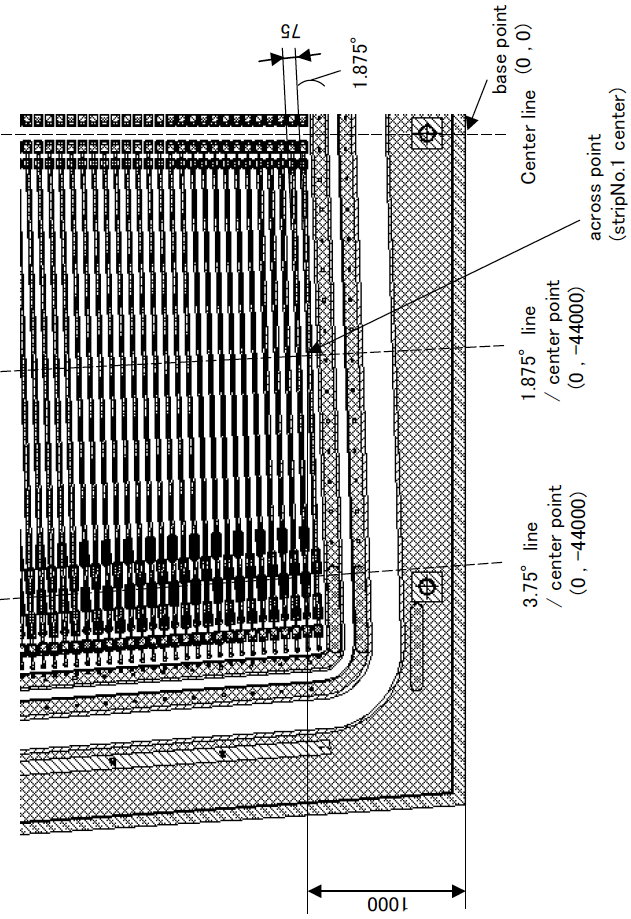 75
1.875°
base point
(0 , 0)
Center line
across point
(stripNo.1 center)
1.875° line
/ center point
(0 , -44000)
3.75° line
/ center point
(0 , -44000)
1000